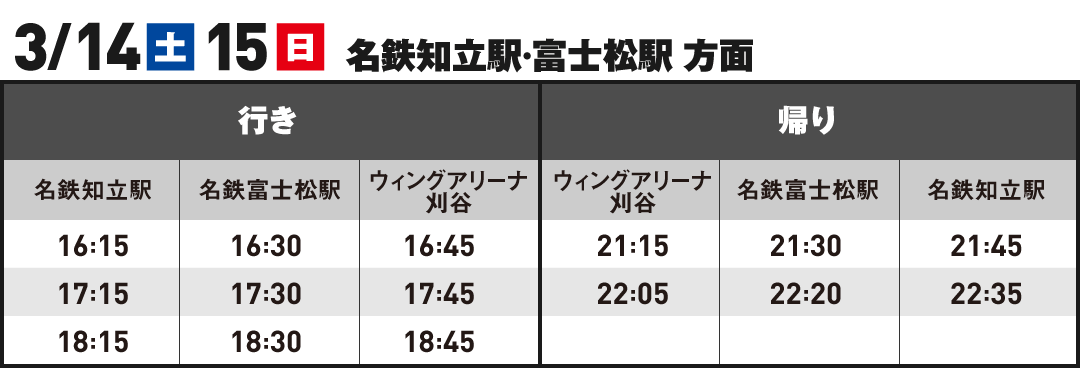 3/14土 15日 名鉄知立駅·富士松駅 方面
行き 帰り
名鉄知立駅 名鉄富士松駅 ウィングアリーナ刈谷 ウィングアリーナ刈谷 名鉄富士松駅 名鉄知立駅
16:15 16:30 16:45 21:15 21:30 21:45
17:15 17:30 17:45 22:05 22:20 22:35
18:15 18:30 18:45